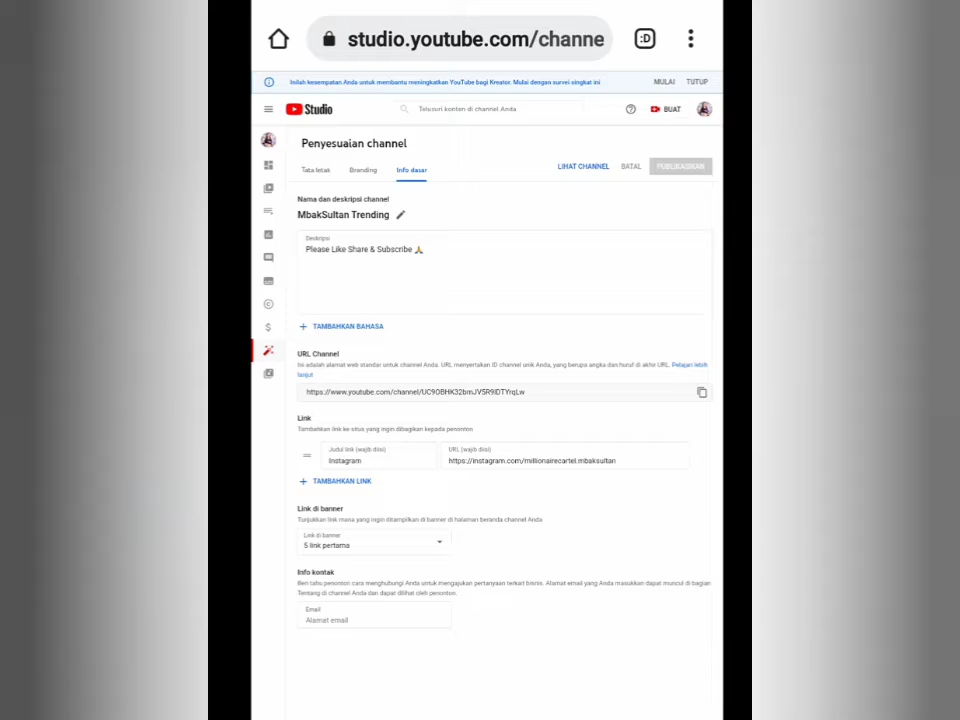 studio.youtube.com/channe
:D
Inilah kesempatan Anda untuk membantu meningkatkan YouTube bagi Kreator. Mulai dengan survei singkat ini
MULAI
TUTUP
Studio
Telusuri konten di channel Anda
BUAT
Penyesuaian channel
Tata letak
Branding
Info dasar
LIHAT CHANNEL
BATAL
PUBLIKASIKAN
Nama dan deskripsi channel
MbakSultan Trending
Deskripsi
Please Like Share & Subscribe 🙏
+ TAMBAHKAN BAHASA
URL Channel
Ini adalah alamat web standar untuk channel Anda. URL menyertakan ID channel unik Anda, yang berupa angka dan huruf di akhir URL. Pelajari lebih
lanjut
https://www.youtube.com/channel/UC9OBHK32bmJVSR9IDTYrqLw
Link
Tambahkan link ke situs yang ingin dibagikan kepada penonton
Judul link (wajib diisi)
Instagram
URL (wajib diisi)
https://instagram.com/millionairecartel.mbaksultan
+ TAMBAHKAN LINK
Link di banner
Tunjukkan link mana yang ingin ditampilkan di banner di halaman beranda channel Anda
Link di banner
5 link pertama
Info kontak
Beri tahu penonton cara menghubungi Anda untuk mengajukan pertanyaan terkait bisnis. Alamat email yang Anda masukkan dapat muncul di bagian
Tentang di channel Anda dan dapat dilihat oleh penonton.
Email
Alamat email